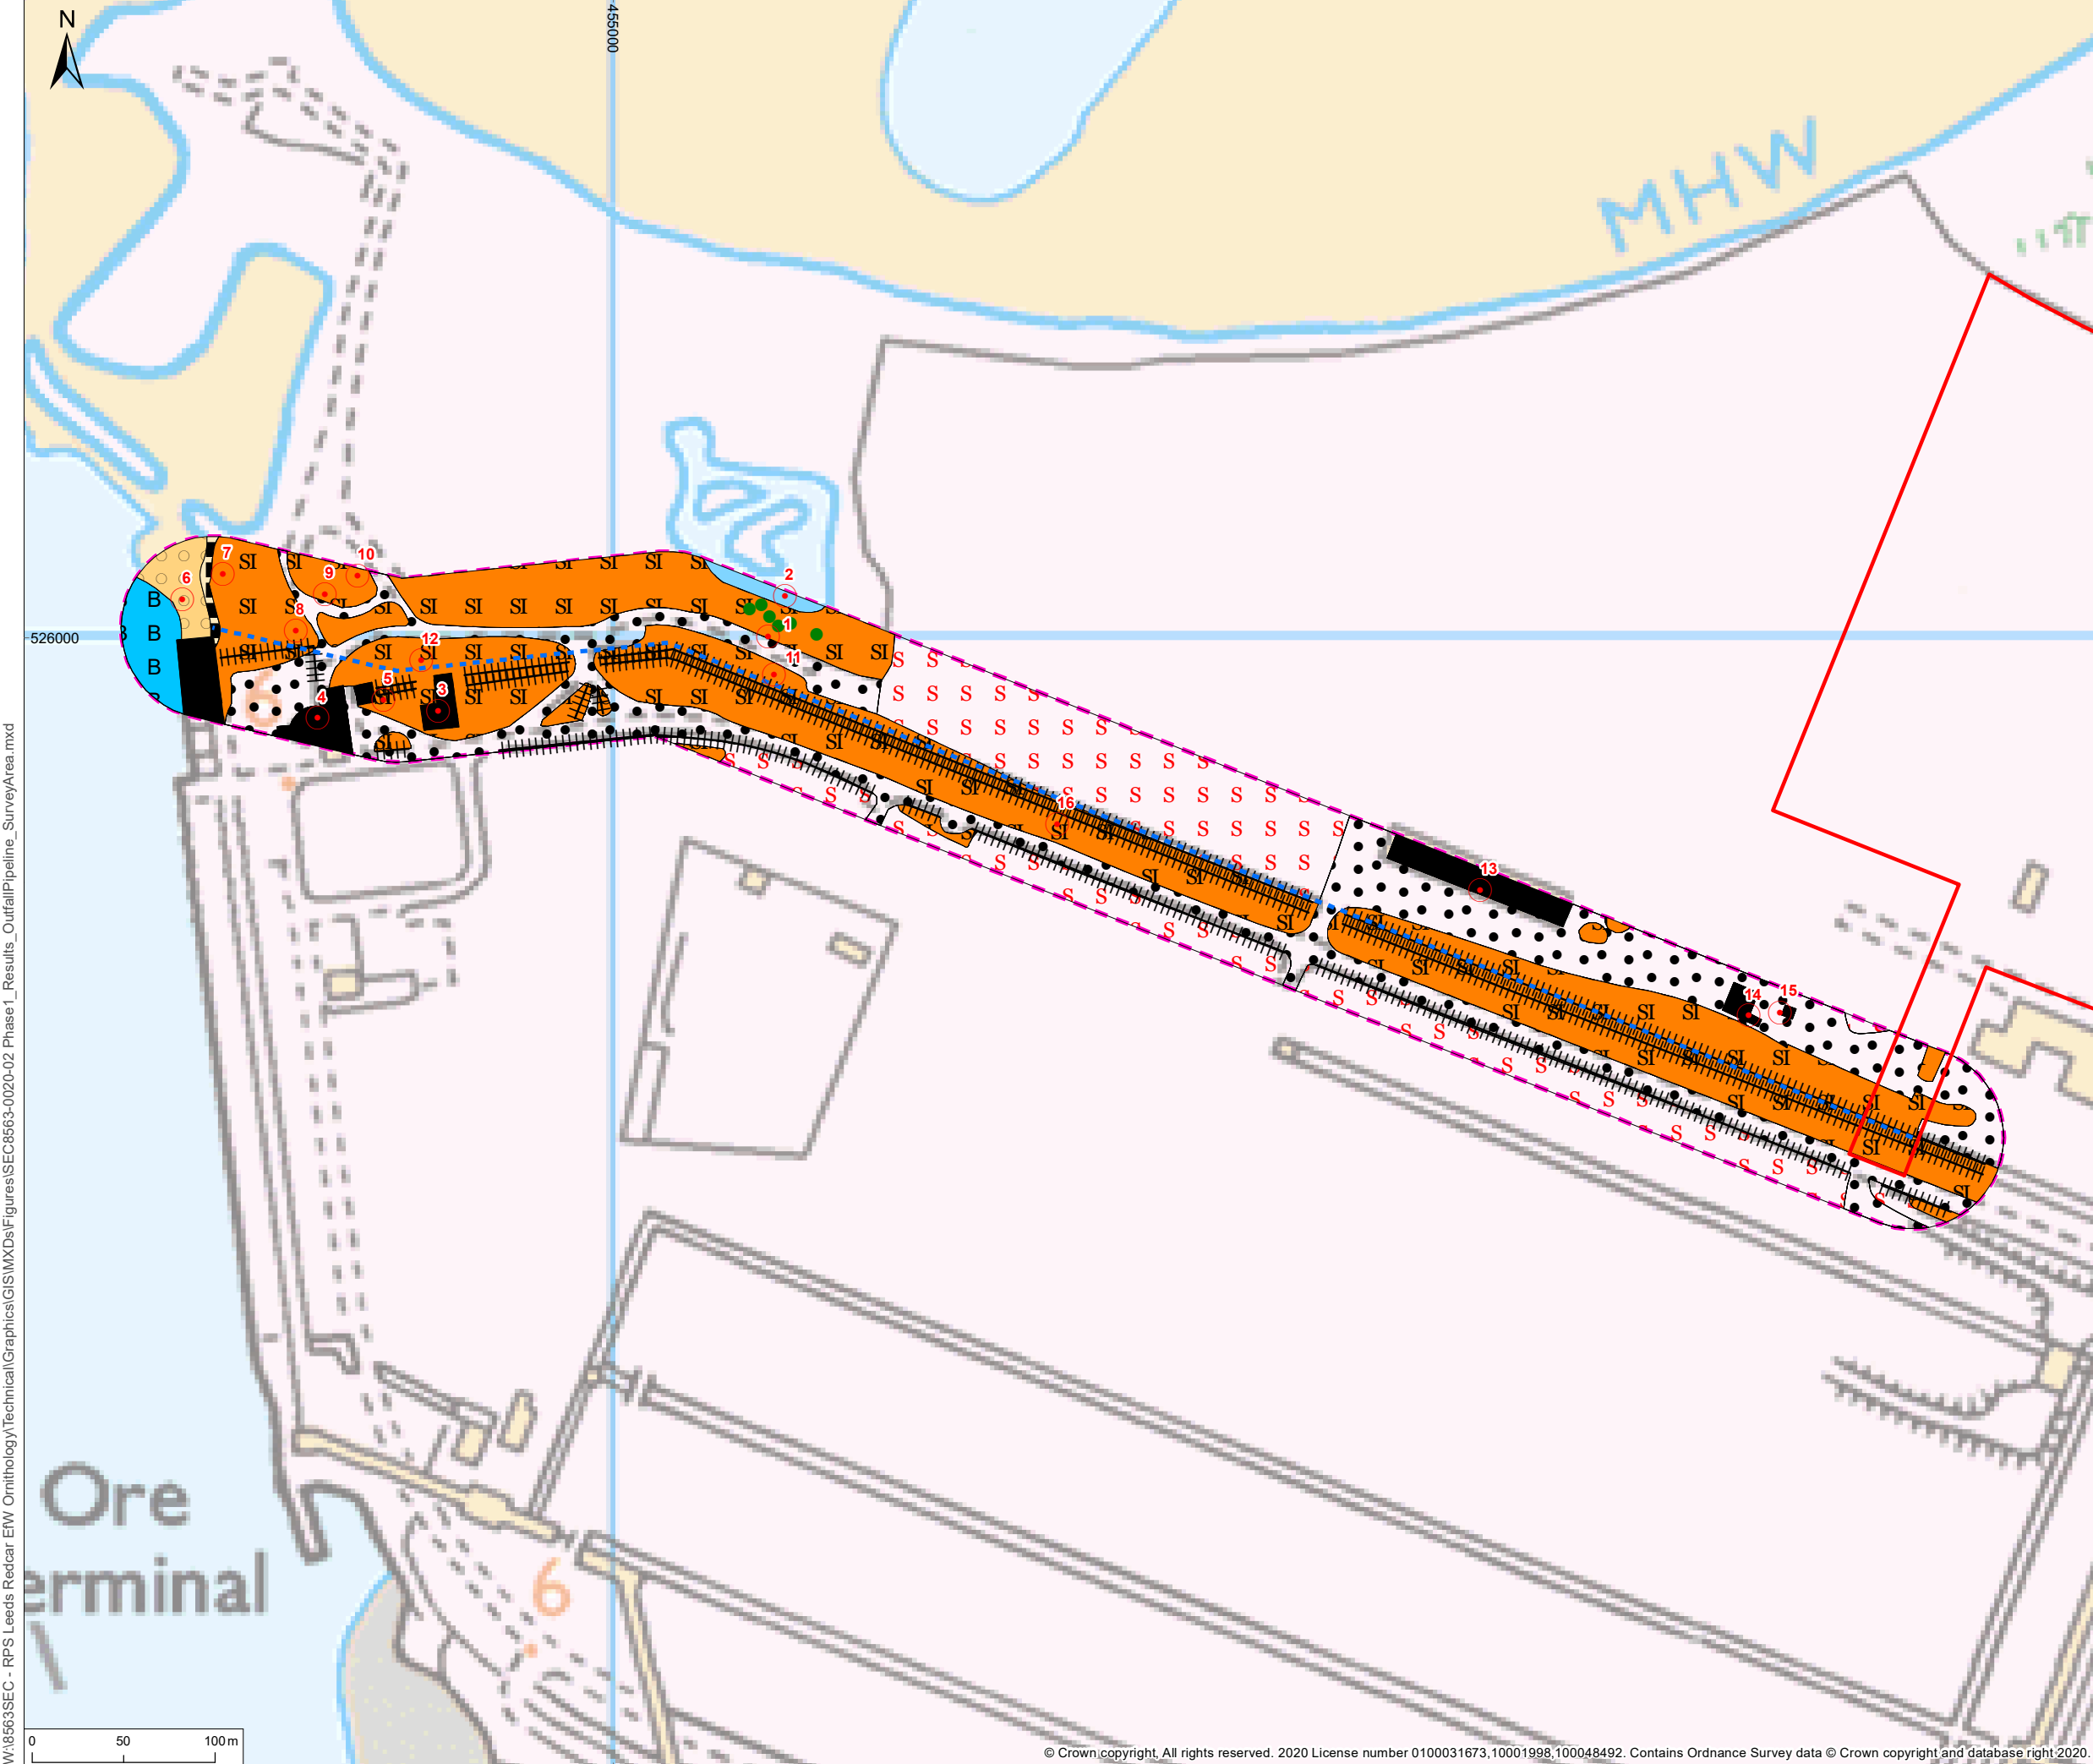 N
455000
MHW
526000
7
10
6
9
2
8
1
12
11
5
3
4
16
13
14
15
SI
B
S
6
Ore
erminal
6
0 50 100 m
W:\8563SEC - RPS Leeds Redcar EfW Ornithology\Technical\Graphics\GIS\MXDs\Figures\SEC8563-0020-02 Phase1_Results_OutfallPipeline_SurveyArea.mxd
© Crown copyright, All rights reserved. 2020 License number 0100031673,10001998,100048492. Contains Ordnance Survey data © Crown copyright and database right 2020